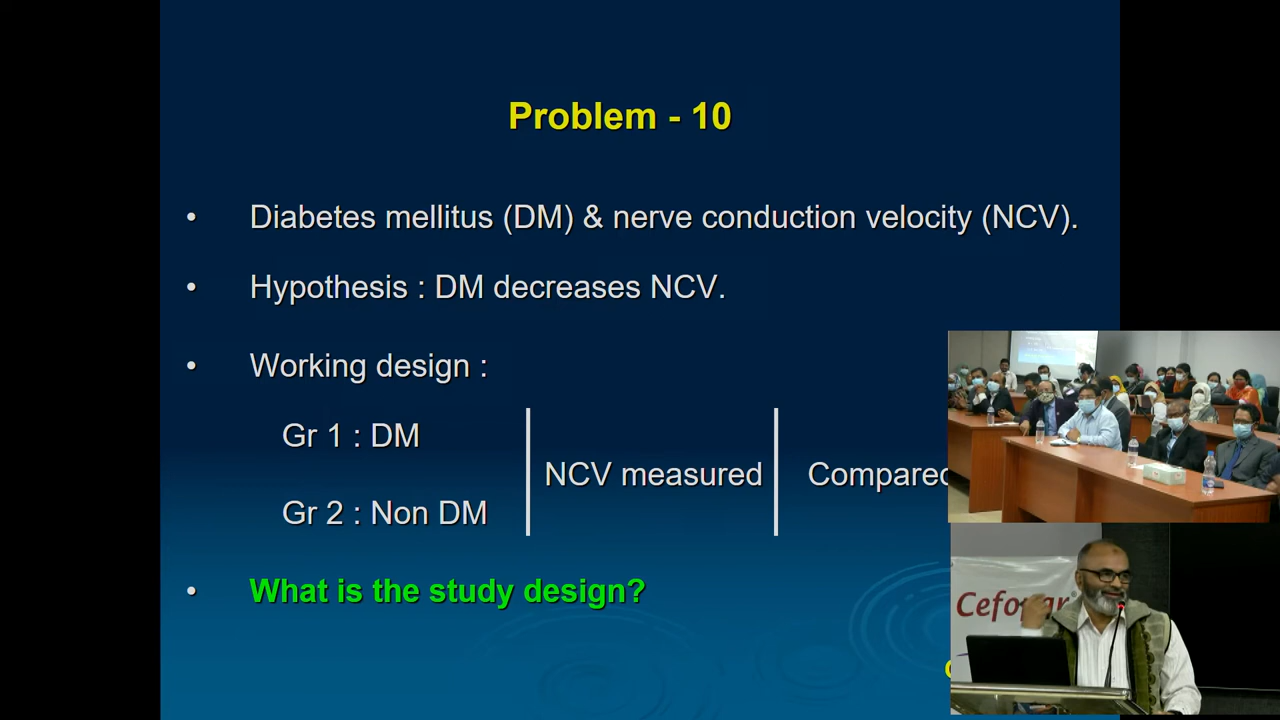 Problem - 10
• Diabetes mellitus (DM) & nerve conduction velocity (NCV).
• Hypothesis : DM decreases NCV.
• Working design :
Gr 1 : DM
NCV measured
Compared
Gr 2 : Non DM
• What is the study design?